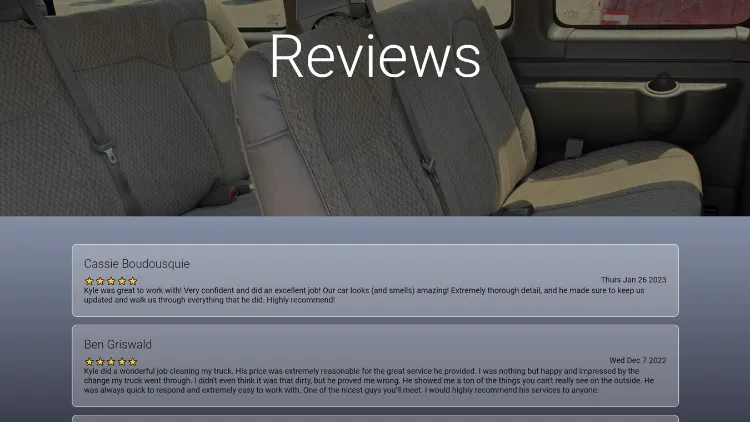 Reviews
Cassie Boudousquie
Thurs Jan 26 2023
Kyle was great to work with! Very confident and did an excellent job! Our car looks (and smells) amazing! Extremely thorough detail, and he made sure to keep us
updated and walk us through everything that he did. Highly recommend!
Ben Griswald
Wed Dec 7 2022
Kyle did a wonderful job cleaning my truck. His price was extremely reasonable for the great service he provided. I was nothing but happy and impressed by the
change my truck went through. I didn't even think it was that dirty, but he proved me wrong. He showed me a ton of the things you can't really see on the outside. He
was always quick to respond and extremely easy to work with. One of the nicest guys you'll meet. I would highly recommend his services to anyone.